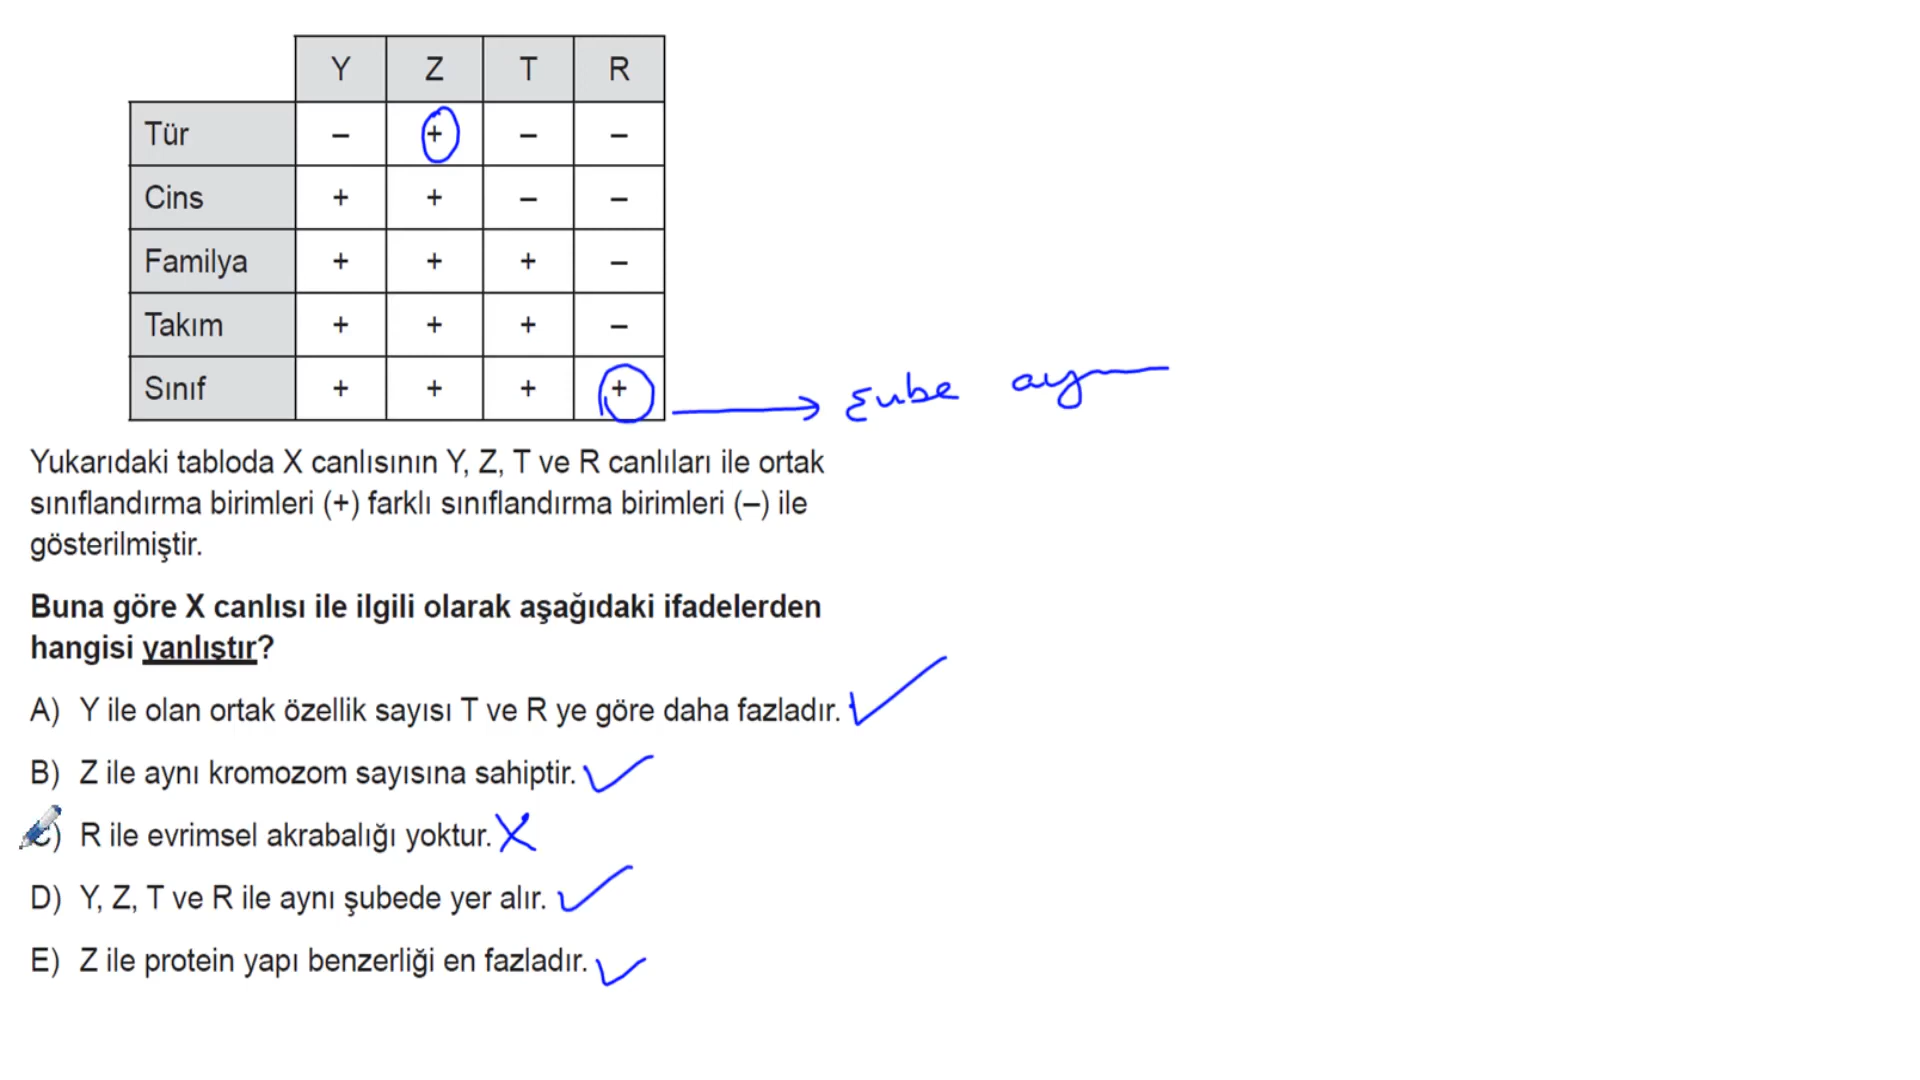 Y Z T R
Tür – + – –
Cins + + – –
Familya + + + –
Takım + + + –
Sınıf + + + +
şube ayn
Yukarıdaki tabloda X canlısının Y, Z, T ve R canlıları ile ortak
sınıflandırma birimleri (+) farklı sınıflandırma birimleri (–) ile
gösterilmiştir.
Buna göre X canlısı ile ilgili olarak aşağıdaki ifadelerden
hangisi yanlıştır?
A) Y ile olan ortak özellik sayısı T ve R ye göre daha fazladır.
B) Z ile aynı kromozom sayısına sahiptir.
C) R ile evrimsel akrabalığı yoktur.
D) Y, Z, T ve R ile aynı şubede yer alır.
E) Z ile protein yapı benzerliği en fazladır.